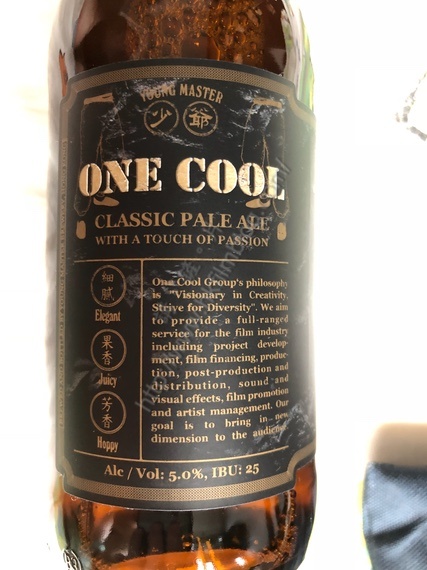 YOUNG MASTER
少爺
ONE COOL
CLASSIC PALE ALE
WITH A TOUCH OF PASSION
細膩
Elegant
果香
Juicy
芳香
Hoppy
One Cool Group's philosophy
is "Visionary in Creativity,
Strive for Diversity". We aim
to provide a full-ranged
service for the film industry
including project develop-
ment, film financing, produc-
tion, post-production and
distribution, sound and
visual effects, film promotion
and artist management. Our
goal is to bring in new
dimension to the audience.
Alc / Vol: 5.0%, IBU: 25